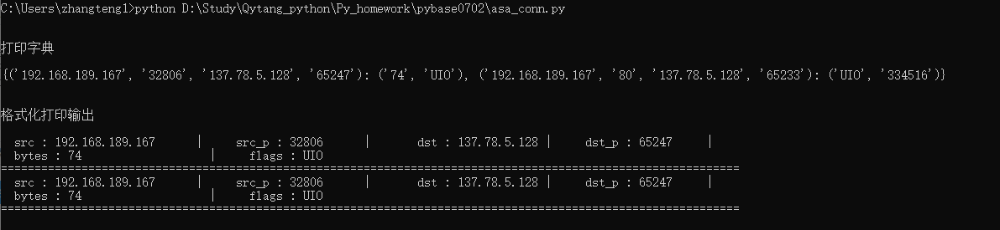 C:\Users\zhangteng1>python D:\Study\Qytang_python\Py_homework\pybase0702\asa_conn.py
打印字典
{('192.168.189.167', '32806', '137.78.5.128', '65247'): ('74', 'UIO'), ('192.168.189.167', '80', '137.78.5.128', '65233'): ('UIO', '334516')}
格式化打印输出
src : 192.168.189.167 | src_p : 32806 | dst : 137.78.5.128 | dst_p : 65247 |
bytes : 74 | flags : UIO
==============================================================================================================
src : 192.168.189.167 | src_p : 32806 | dst : 137.78.5.128 | dst_p : 65247 |
bytes : 74 | flags : UIO
==============================================================================================================